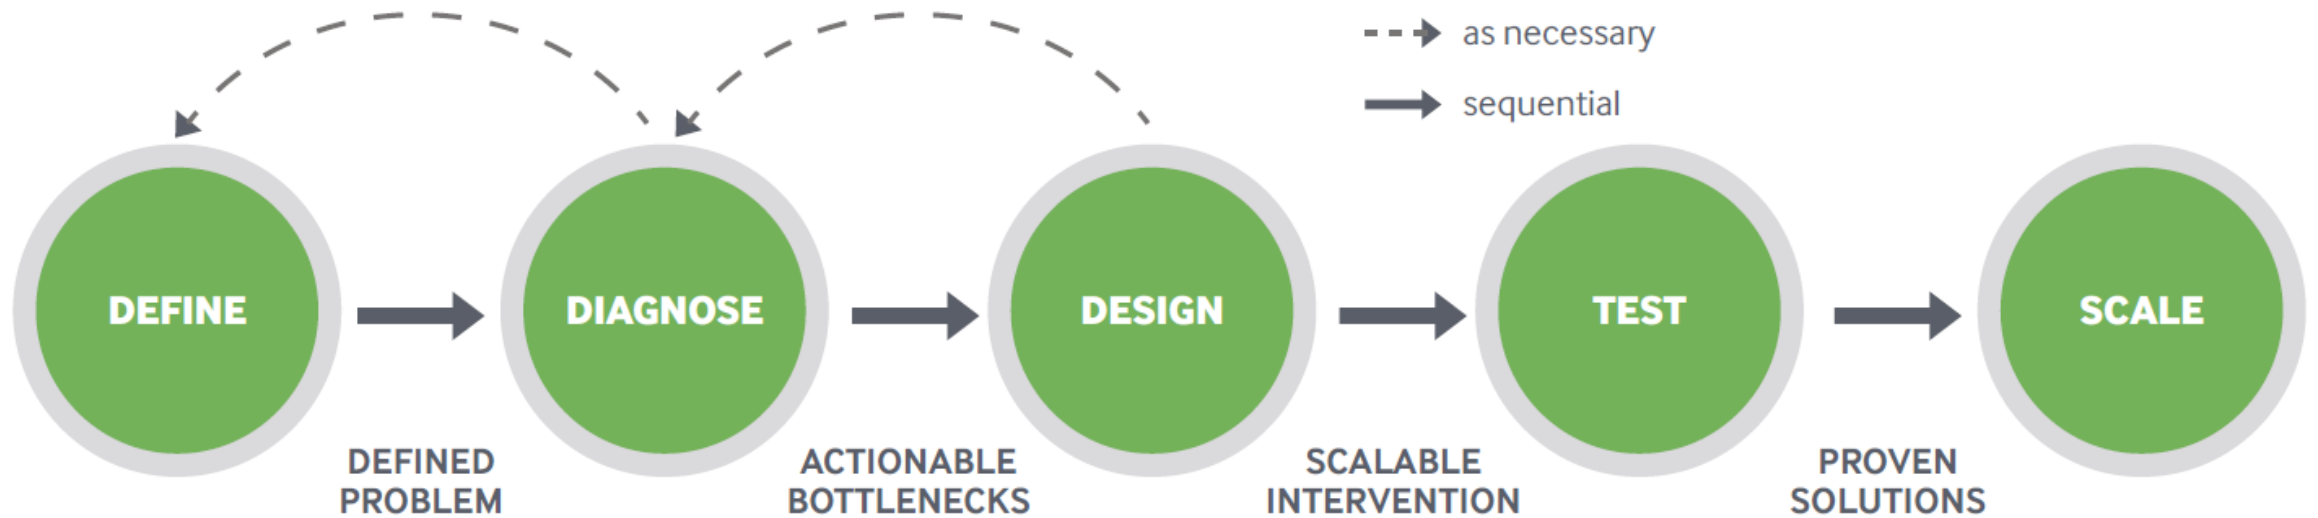 as necessary
sequential
DEFINE
DIAGNOSE
DESIGN
TEST
SCALE
DEFINED
PROBLEM
ACTIONABLE
BOTTLENECKS
SCALABLE
INTERVENTION
PROVEN
SOLUTIONS